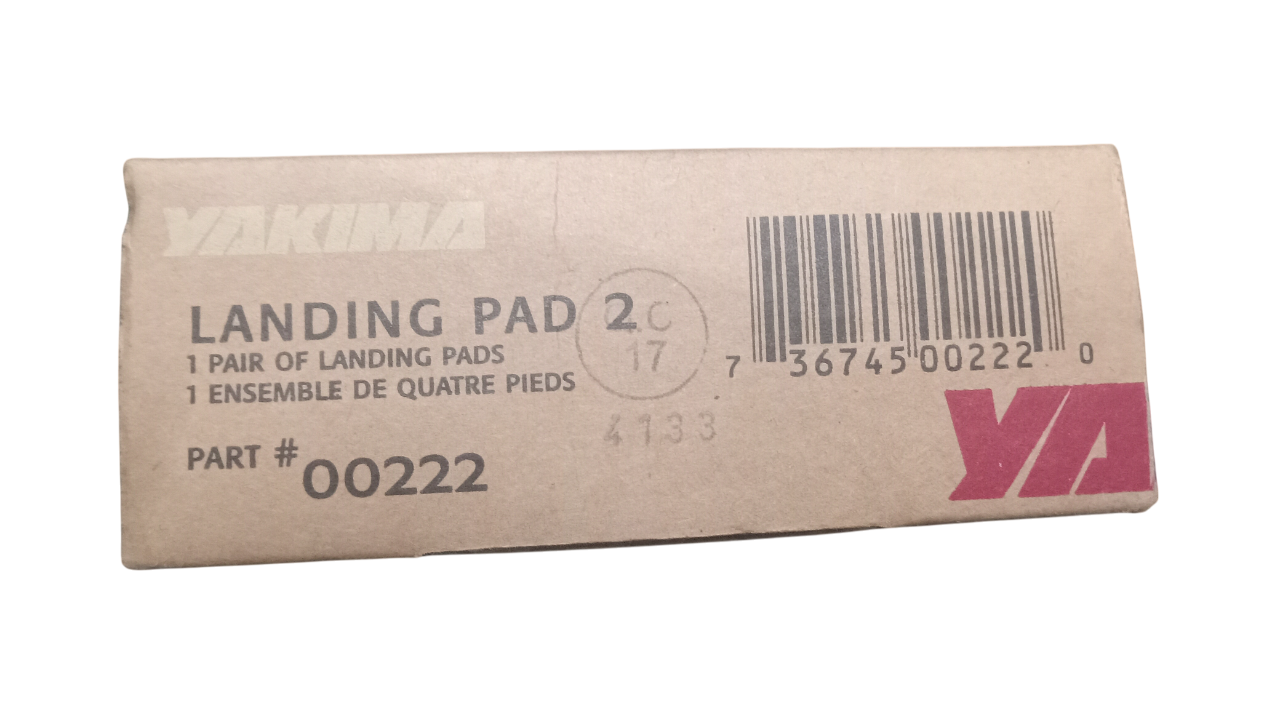 YAKIMA
LANDING PAD 2
1 PAIR OF LANDING PADS
1 ENSEMBLE DE QUATRE PIEDS
PART # 00222
17
4133
7 36745 00222 0
YA